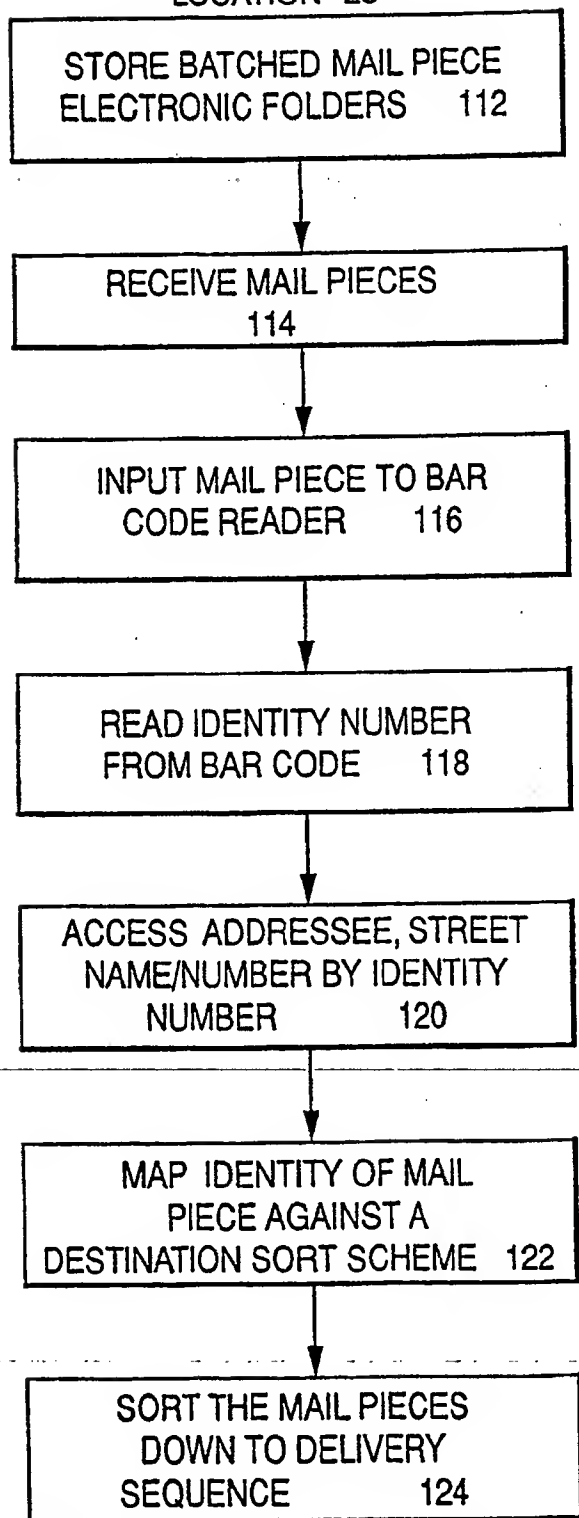 STORE BATCHED MAIL PIECE
ELECTRONIC FOLDERS 112
RECEIVE MAIL PIECES
114
INPUT MAIL PIECE TO BAR
CODE READER 116
READ IDENTITY NUMBER
FROM BAR CODE 118
ACCESS ADDRESSEE, STREET
NAME/NUMBER BY IDENTITY
NUMBER 120
MAP IDENTITY OF MAIL
PIECE AGAINST A
DESTINATION SORT SCHEME 122
SORT THE MAIL PIECES
DOWN TO DELIVERY
SEQUENCE 124